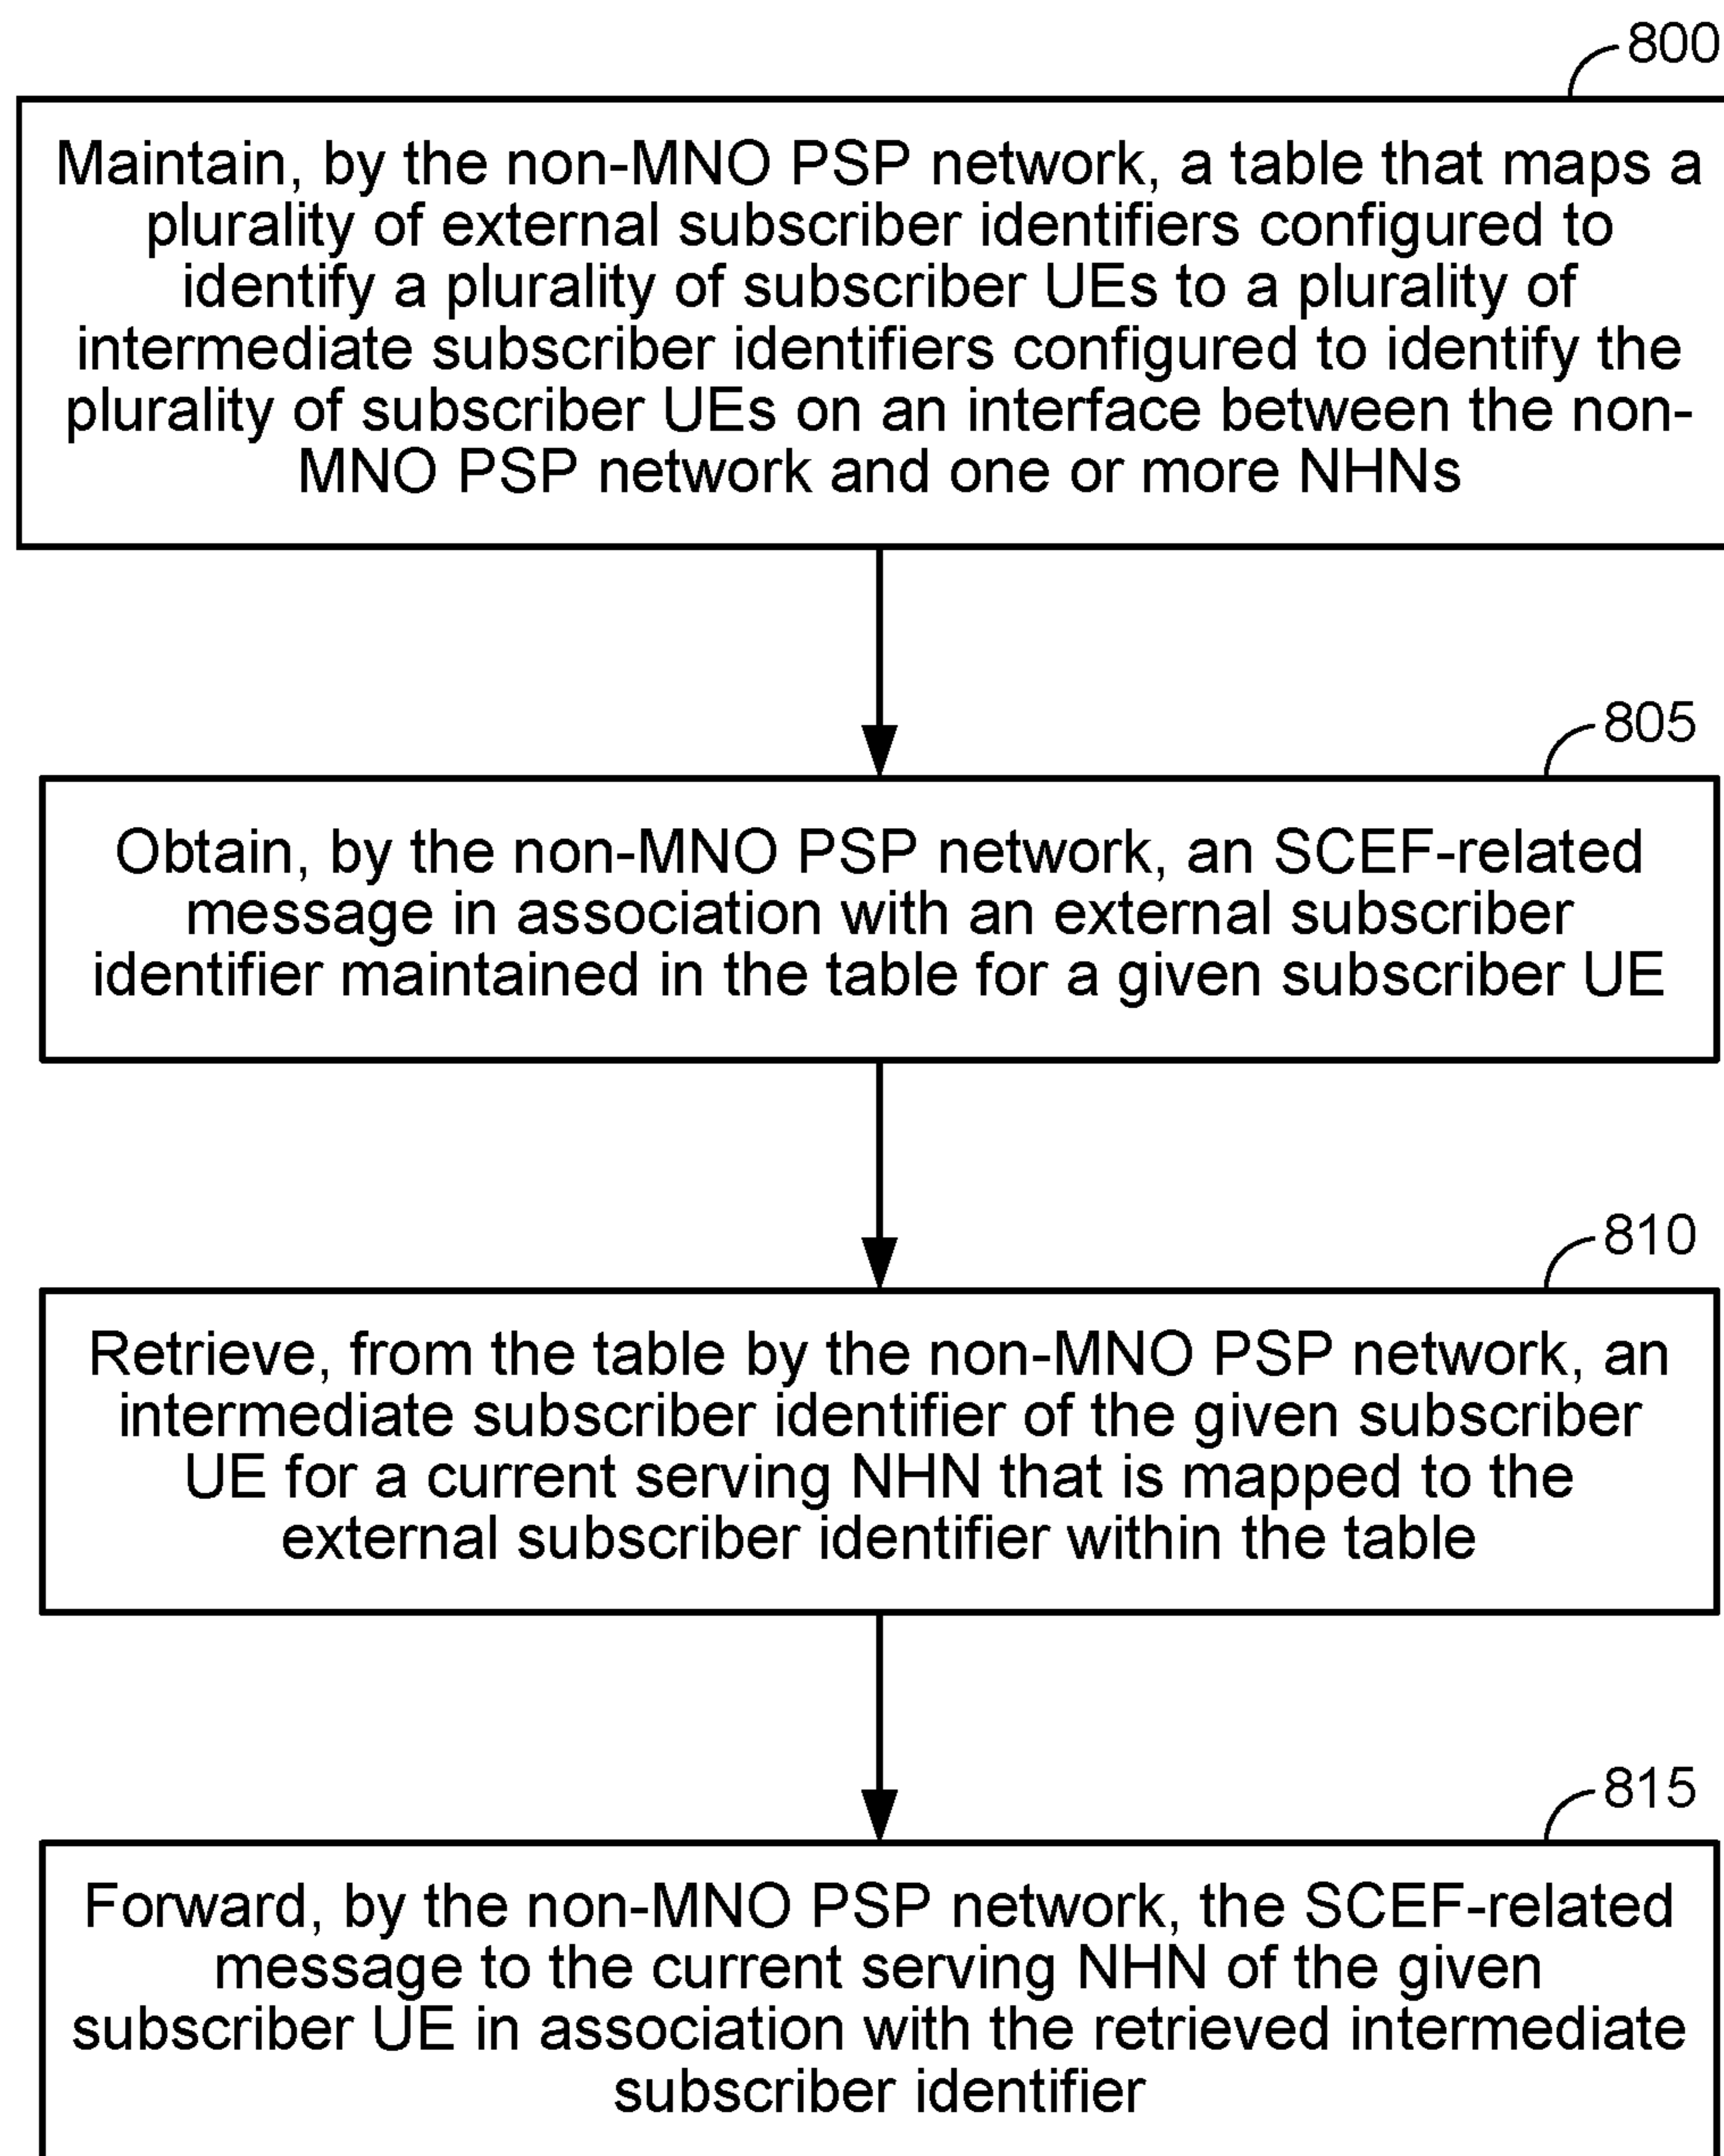 800
Maintain, by the non-MNO PSP network, a table that maps a
plurality of external subscriber identifiers configured to
identify a plurality of subscriber UEs to a plurality of
intermediate subscriber identifiers configured to identify the
plurality of subscriber UEs on an interface between the non-
MNO PSP network and one or more NHNs
805
Obtain, by the non-MNO PSP network, an SCEF-related
message in association with an external subscriber
identifier maintained in the table for a given subscriber UE
810
Retrieve, from the table by the non-MNO PSP network, an
intermediate subscriber identifier of the given subscriber
UE for a current serving NHN that is mapped to the
external subscriber identifier within the table
815
Forward, by the non-MNO PSP network, the SCEF-related
message to the current serving NHN of the given
subscriber UE in association with the retrieved intermediate
subscriber identifier